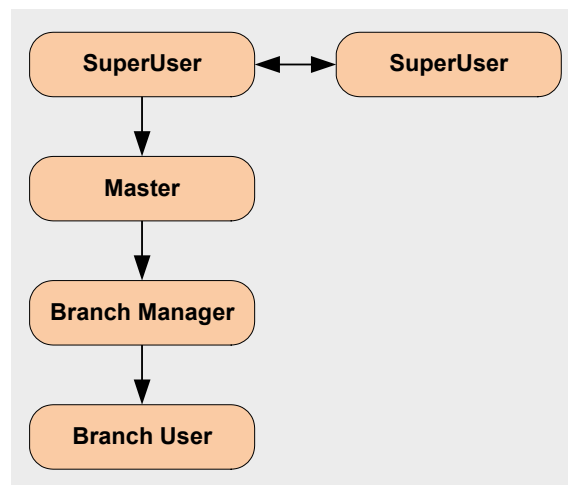 SuperUser
SuperUser
Master
Branch Manager
Branch User